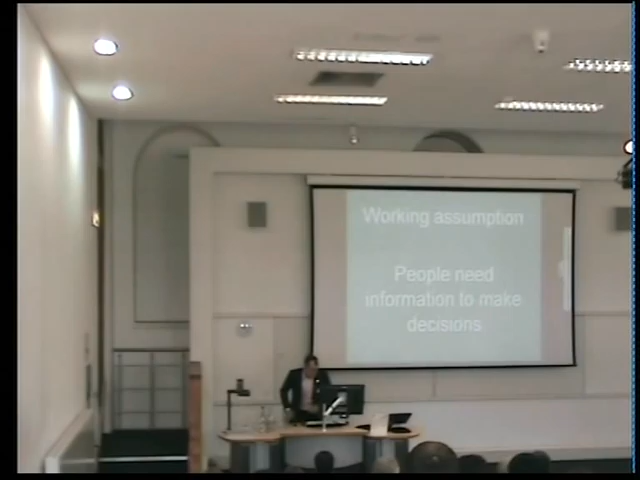 Working assumption
People need
information to make
decisions